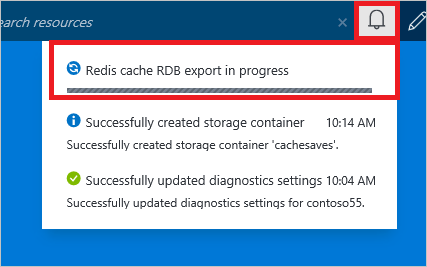 earch resources
Redis cache RDB export in progress
Successfully created storage container 10:14 AM
Successfully created storage container 'cachesaves'.
Successfully updated diagnostics settings 10:04 AM
Successfully updated diagnostics settings for contoso55.